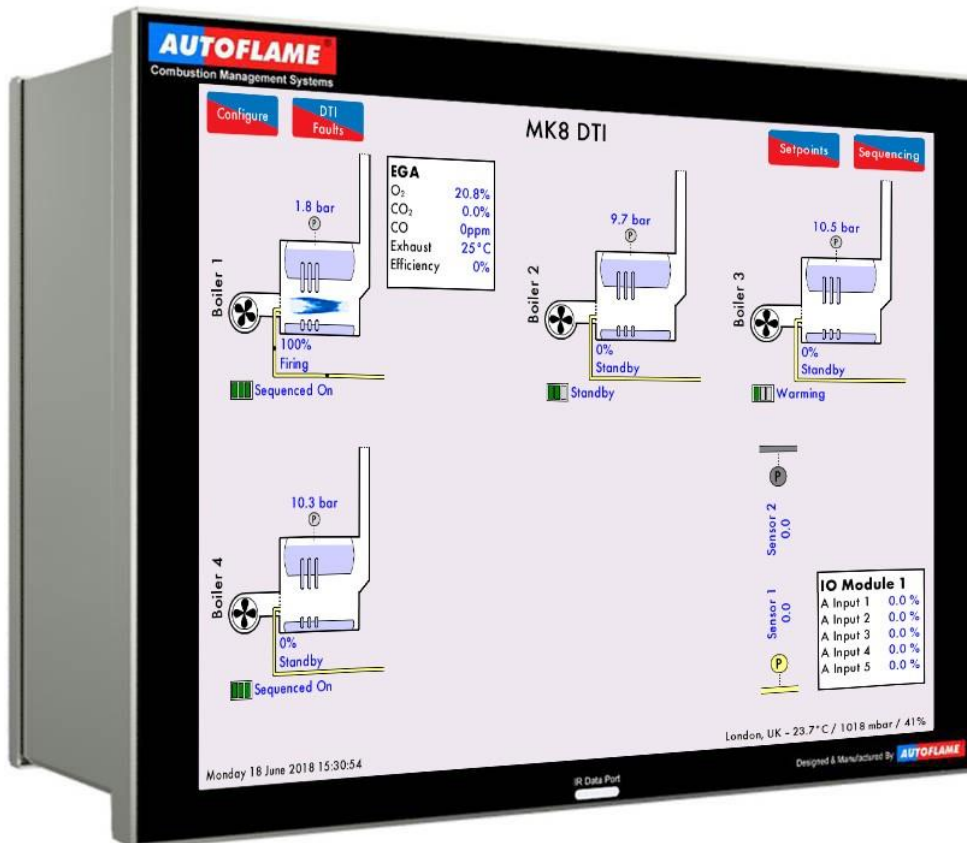 AUTOFLAME®
Combustion Management Systems
Configure
DTI
Faults
MK8 DTI
Setpoints
Sequencing
Boiler 1
1.8 bar
P
100%
Firing
Sequenced On
EGA
O₂ 20.8%
CO₂ 0.0%
CO 0ppm
Exhaust 25°C
Efficiency 0%
Boiler 2
9.7 bar
P
0%
Standby
Standby
Boiler 3
10.5 bar
P
0%
Standby
Warming
Boiler 4
10.3 bar
P
0%
Standby
Sequenced On
P
Sensor 2
0.0
Sensor 1
0.0
P
IO Module 1
A Input 1 0.0 %
A Input 2 0.0 %
A Input 3 0.0 %
A Input 4 0.0 %
A Input 5 0.0 %
London, UK - 23.7°C / 1018 mbar / 41%
Monday 18 June 2018 15:30:54
IR Data Port
Designed & Manufactured By AUTOFLAME